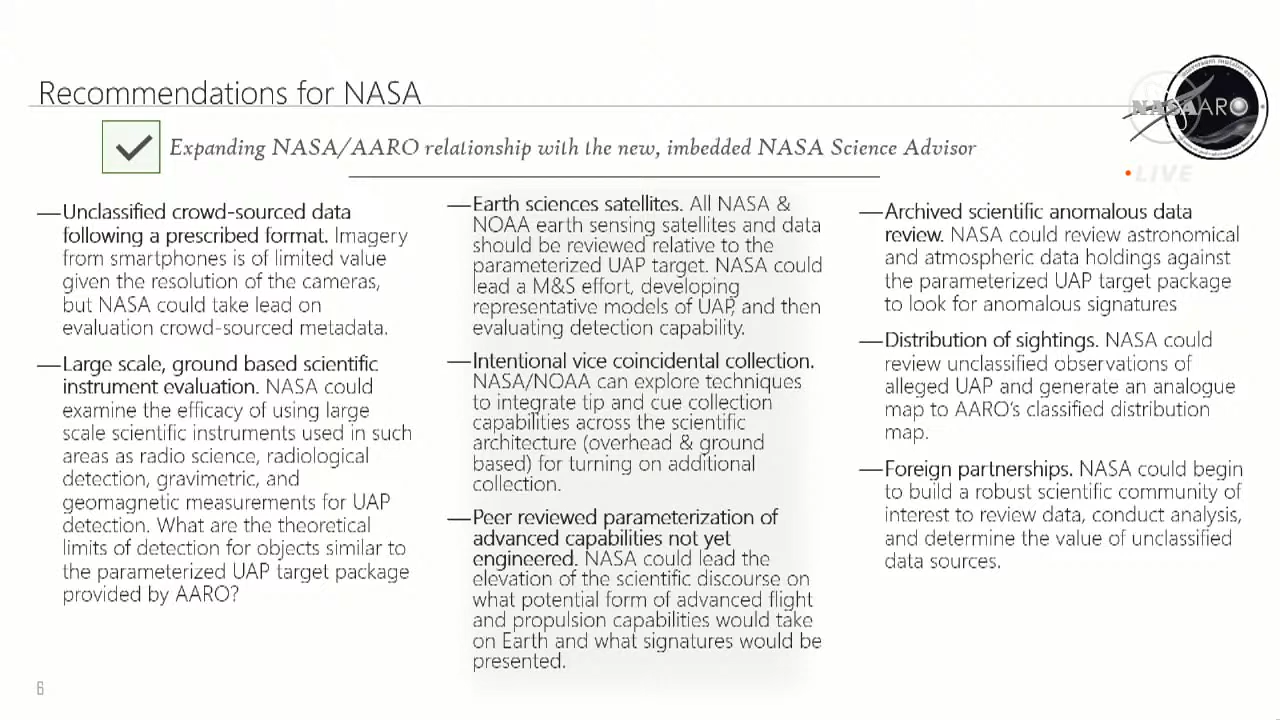 Recommendations for NASA
NASA
ARO
LIVE
Expanding NASA/AARO relationship with the new, imbedded NASA Science Advisor
—Unclassified crowd-sourced data
following a prescribed format. Imagery
from smartphones is of limited value
given the resolution of the cameras,
but NASA could take lead on
evaluation crowd-sourced metadata.
—Large scale, ground based scientific
instrument evaluation. NASA could
examine the efficacy of using large
scale scientific instruments used in such
areas as radio science, radiological
detection, gravimetric, and
geomagnetic measurements for UAP
detection. What are the theoretical
limits of detection for objects similar to
the parameterized UAP target package
provided by AARO?
—Earth sciences satellites. All NASA &
NOAA earth sensing satellites and data
should be reviewed relative to the
parameterized UAP target. NASA could
lead a M&S effort, developing
representative models of UAP, and then
evaluating detection capability.
—Intentional vice coincidental collection.
NASA/NOAA can explore techniques
to integrate tip and cue collection
capabilities across the scientific
architecture (overhead & ground
based) for turning on additional
collection.
—Peer reviewed parameterization of
advanced capabilities not yet
engineered. NASA could lead the
elevation of the scientific discourse on
what potential form of advanced flight
and propulsion capabilities would take
on Earth and what signatures would be
presented.
—Archived scientific anomalous data
review. NASA could review astronomical
and atmospheric data holdings against
the parameterized UAP target package
to look for anomalous signatures
—Distribution of sightings. NASA could
review unclassified observations of
alleged UAP and generate an analogue
map to AARO's classified distribution
map.
—Foreign partnerships. NASA could begin
to build a robust scientific community of
interest to review data, conduct analysis,
and determine the value of unclassified
data sources.
6